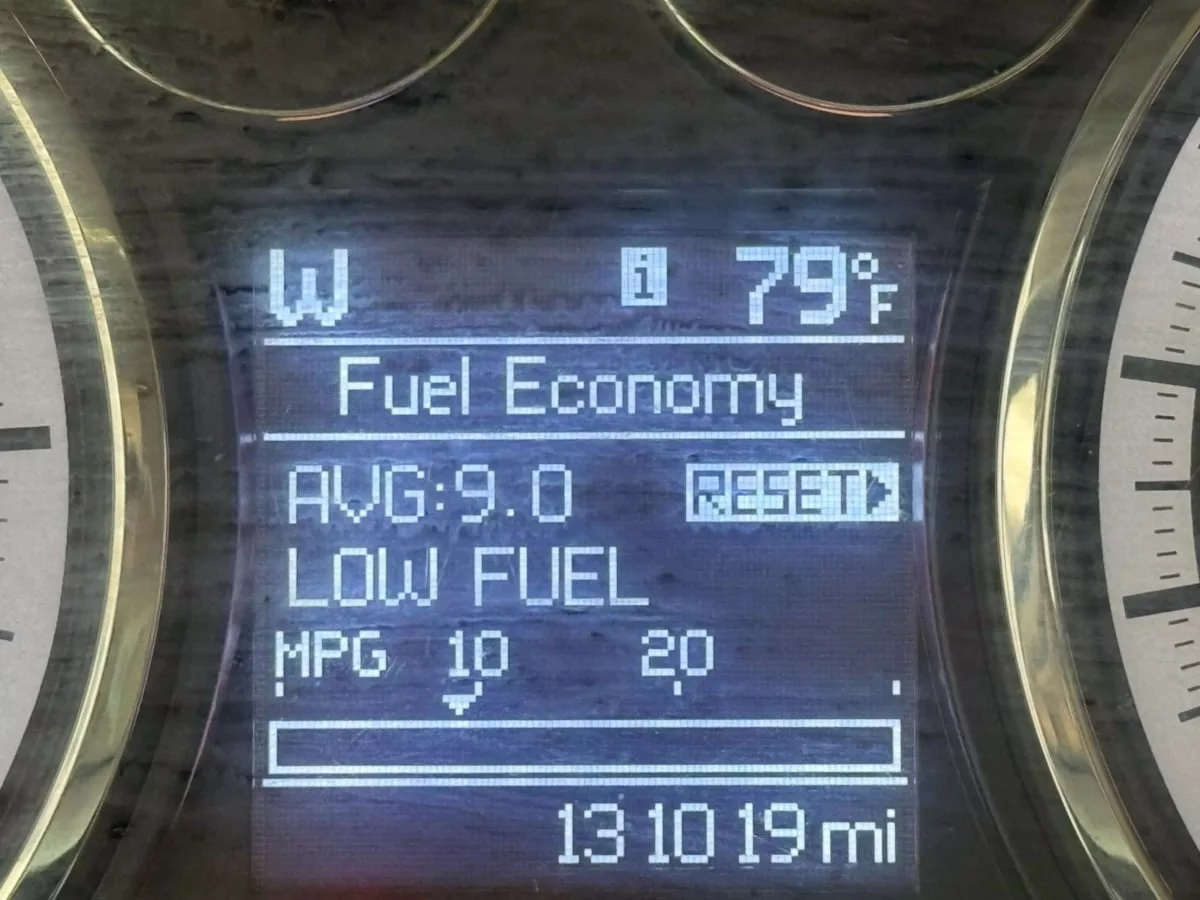 W i 79°F
Fuel Economy
AVG:9.0 RESET
LOW FUEL
MPG 10 20
131019 mi